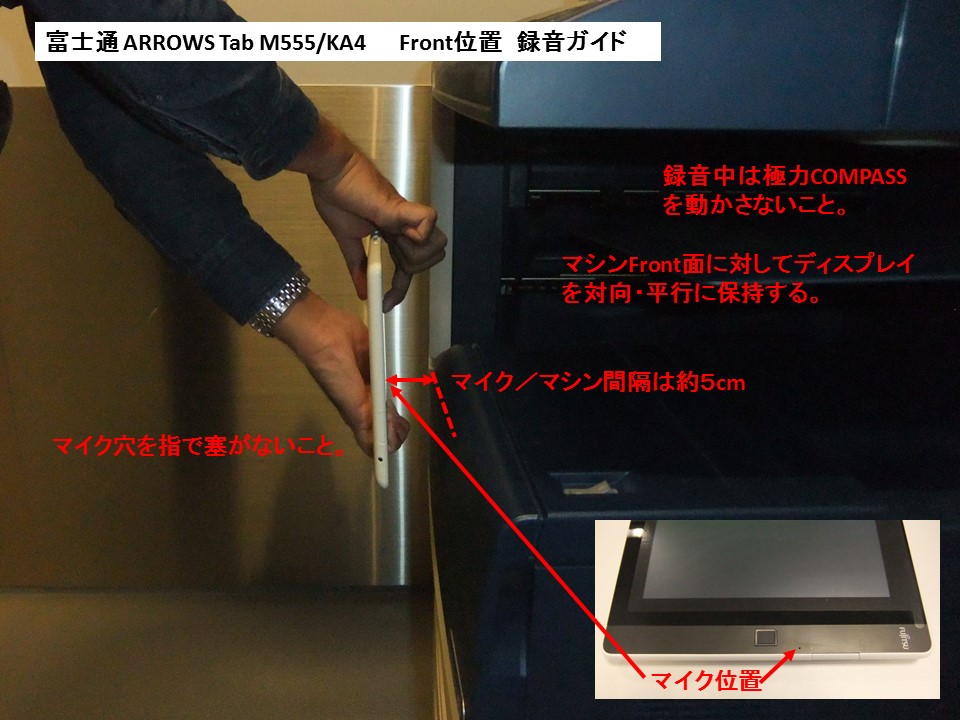 富士通 ARROWS Tab M555/KA4 Front位置 録音ガイド
録音中は極力COMPASS
を動かさないこと。
マシンFront面に対してディスプレイ
を対向・平行に保持する。
マイク／マシン間隔は約5cm
マイク穴を指で塞がないこと。
FUJITSU
マイク位置